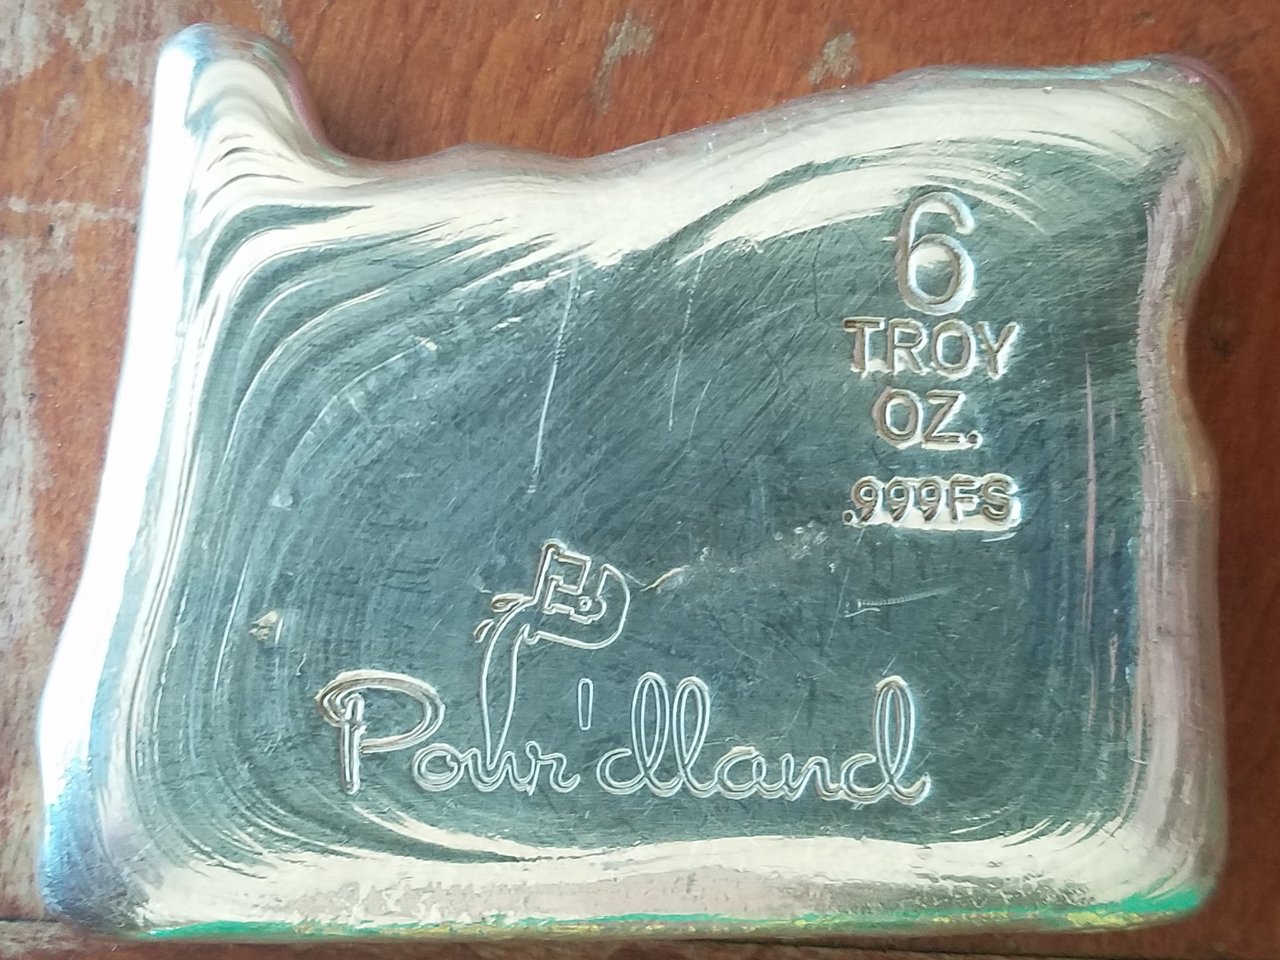 6
TROY
OZ.
.999FS
Pour'dland